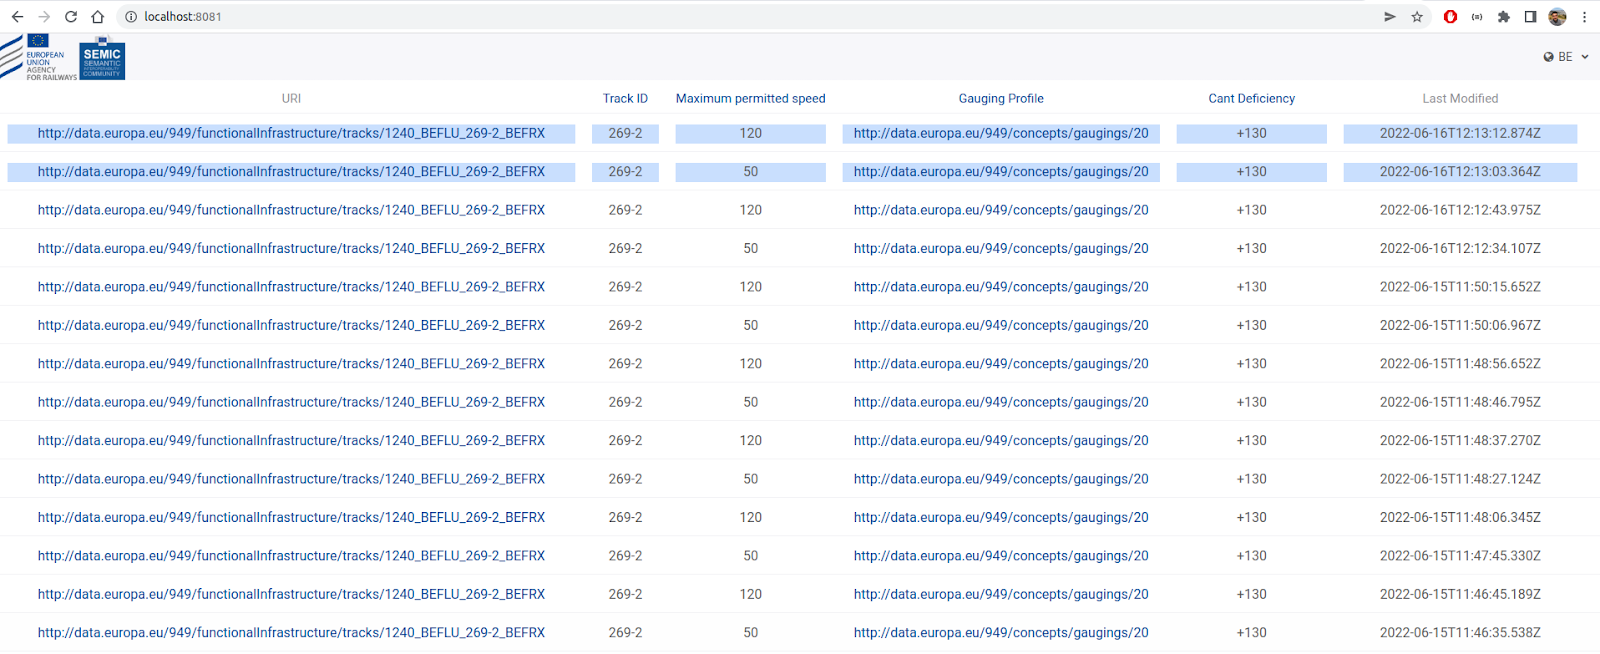 localhost:8081
EUROPEAN
UNION
AGENCY
FOR RAILWAYS
SEMIC
SEMANTIC
INTEROPERABILITY
COMMUNITY
BE
URI Track ID Maximum permitted speed Gauging Profile Cant Deficiency Last Modified
http://data.europa.eu/949/functionalInfrastructure/tracks/1240_BEFLU_269-2_BEFRX 269-2 120 http://data.europa.eu/949/concepts/gaugings/20 +130 2022-06-16T12:13:12.874Z
http://data.europa.eu/949/functionalInfrastructure/tracks/1240_BEFLU_269-2_BEFRX 269-2 50 http://data.europa.eu/949/concepts/gaugings/20 +130 2022-06-16T12:13:03.364Z
http://data.europa.eu/949/functionalInfrastructure/tracks/1240_BEFLU_269-2_BEFRX 269-2 120 http://data.europa.eu/949/concepts/gaugings/20 +130 2022-06-16T12:12:43.975Z
http://data.europa.eu/949/functionalInfrastructure/tracks/1240_BEFLU_269-2_BEFRX 269-2 50 http://data.europa.eu/949/concepts/gaugings/20 +130 2022-06-16T12:12:34.107Z
http://data.europa.eu/949/functionalInfrastructure/tracks/1240_BEFLU_269-2_BEFRX 269-2 120 http://data.europa.eu/949/concepts/gaugings/20 +130 2022-06-15T11:50:15.652Z
http://data.europa.eu/949/functionalInfrastructure/tracks/1240_BEFLU_269-2_BEFRX 269-2 50 http://data.europa.eu/949/concepts/gaugings/20 +130 2022-06-15T11:50:06.967Z
http://data.europa.eu/949/functionalInfrastructure/tracks/1240_BEFLU_269-2_BEFRX 269-2 120 http://data.europa.eu/949/concepts/gaugings/20 +130 2022-06-15T11:48:56.652Z
http://data.europa.eu/949/functionalInfrastructure/tracks/1240_BEFLU_269-2_BEFRX 269-2 50 http://data.europa.eu/949/concepts/gaugings/20 +130 2022-06-15T11:48:46.795Z
http://data.europa.eu/949/functionalInfrastructure/tracks/1240_BEFLU_269-2_BEFRX 269-2 120 http://data.europa.eu/949/concepts/gaugings/20 +130 2022-06-15T11:48:37.270Z
http://data.europa.eu/949/functionalInfrastructure/tracks/1240_BEFLU_269-2_BEFRX 269-2 50 http://data.europa.eu/949/concepts/gaugings/20 +130 2022-06-15T11:48:27.124Z
http://data.europa.eu/949/functionalInfrastructure/tracks/1240_BEFLU_269-2_BEFRX 269-2 120 http://data.europa.eu/949/concepts/gaugings/20 +130 2022-06-15T11:48:06.345Z
http://data.europa.eu/949/functionalInfrastructure/tracks/1240_BEFLU_269-2_BEFRX 269-2 50 http://data.europa.eu/949/concepts/gaugings/20 +130 2022-06-15T11:47:45.330Z
http://data.europa.eu/949/functionalInfrastructure/tracks/1240_BEFLU_269-2_BEFRX 269-2 120 http://data.europa.eu/949/concepts/gaugings/20 +130 2022-06-15T11:46:45.189Z
http://data.europa.eu/949/functionalInfrastructure/tracks/1240_BEFLU_269-2_BEFRX 269-2 50 http://data.europa.eu/949/concepts/gaugings/20 +130 2022-06-15T11:46:35.538Z